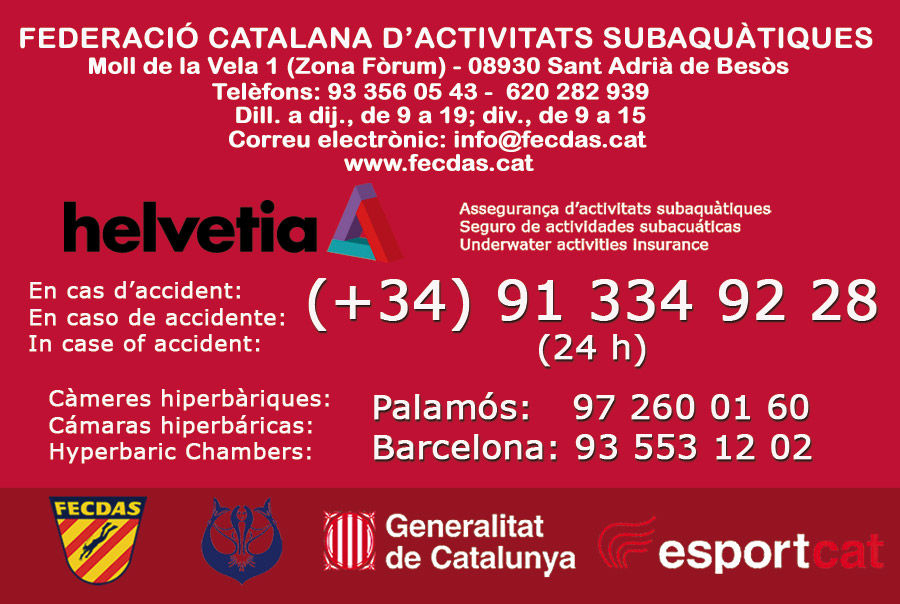 FEDERACIÓ CATALANA D’ACTIVITATS SUBAQUÀTIQUES
Moll de la Vela 1 (Zona Fòrum) - 08930 Sant Adrià de Besòs
Telèfons: 93 356 05 43 - 620 282 939
Dill. a dij., de 9 a 19; div., de 9 a 15
Correu electrònic: info@fecdas.cat
www.fecdas.cat
helvetia
Assegurança d’activitats subaquàtiques
Seguro de actividades subacuáticas
Underwater activities insurance
En cas d’accident:
En caso de accidente:
In case of accident:
(+34) 91 334 92 28
(24 h)
Càmeres hiperbàriques:
Cámaras hiperbáricas:
Hyperbaric Chambers:
Palamós: 97 260 01 60
Barcelona: 93 553 12 02
FECDAS
Generalitat
de Catalunya
esportcat